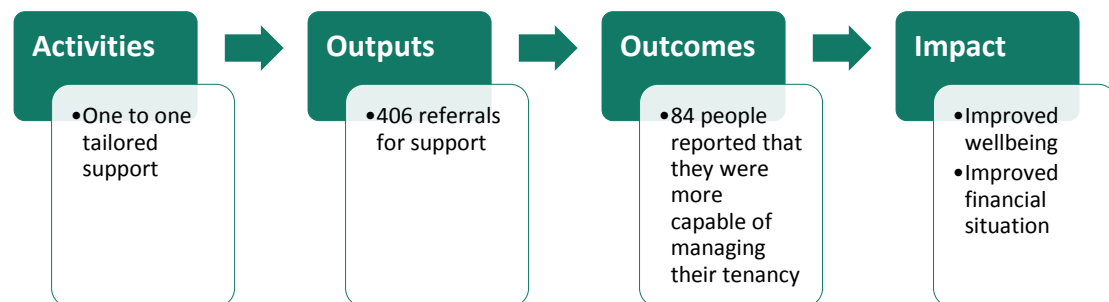 Activities
•One to one
tailored
support
Outputs
•406 referrals
for support
Outcomes
•84 people
reported that
they were
more
capable of
managing
their tenancy
Impact
•Improved
wellbeing
•Improved
financial
situation